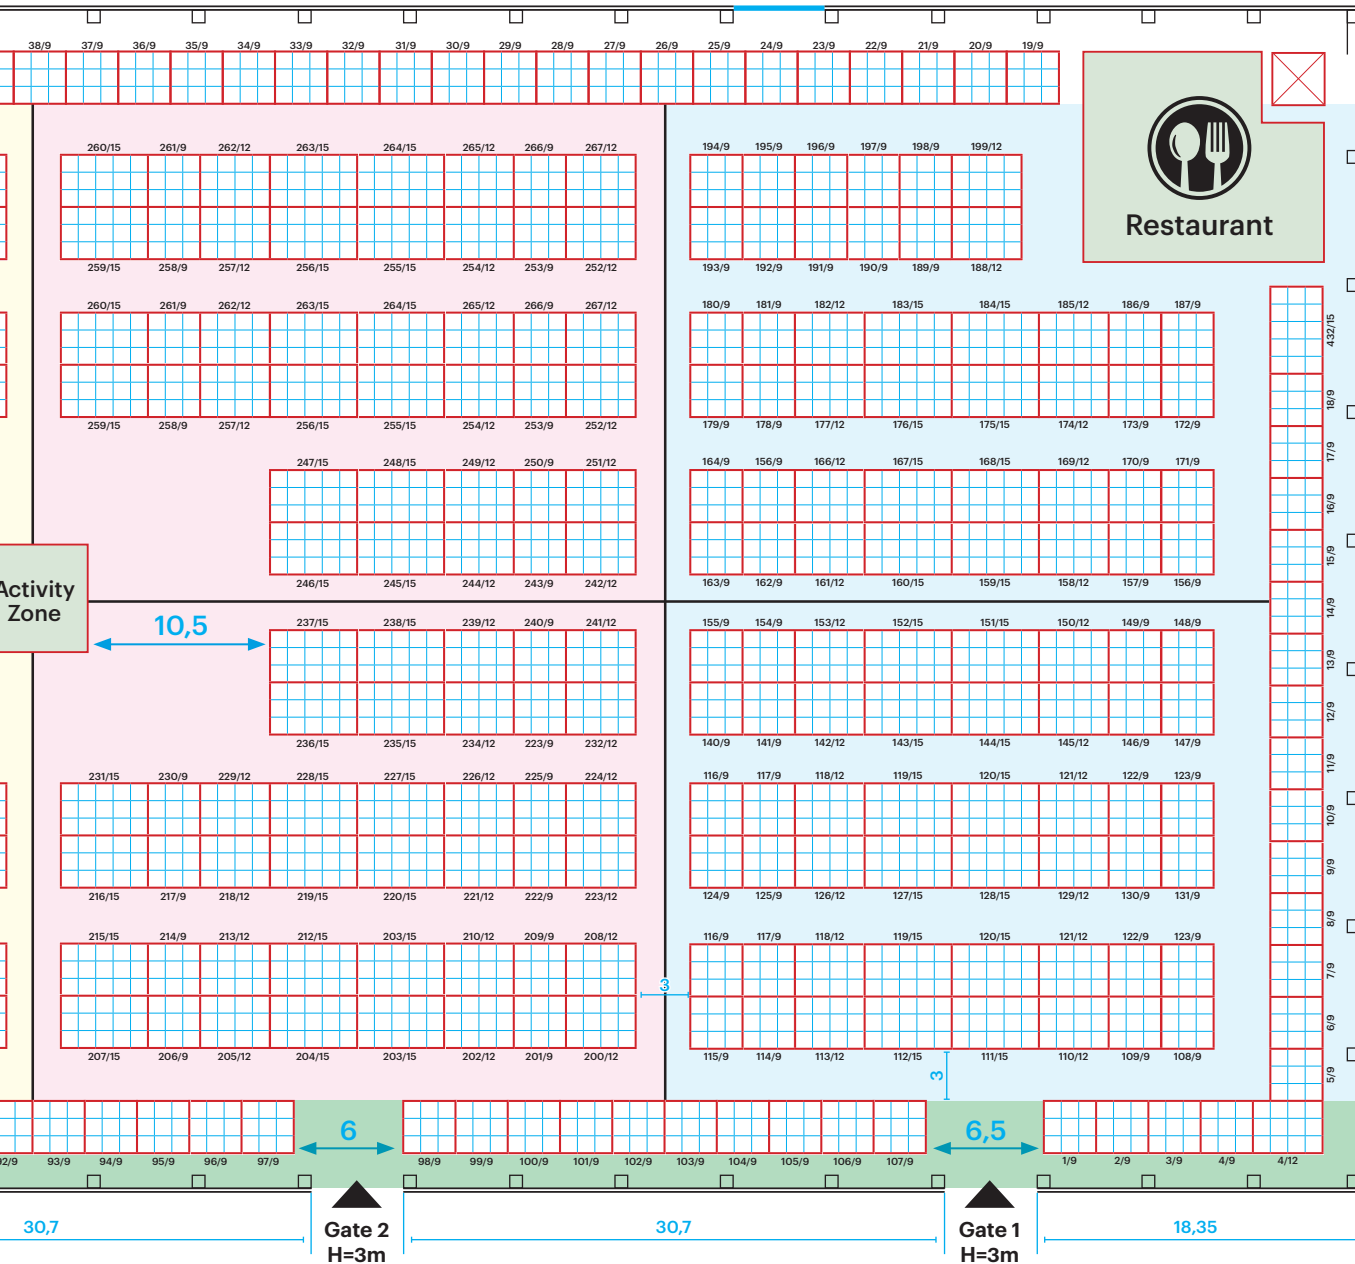 38/9 37/9 36/9 35/9 34/9 33/9 32/9 31/9 30/9 29/9 28/9 27/9 26/9 25/9 24/9 23/9 22/9 21/9 20/9 19/9
260/15 261/9 262/12 263/15 264/15 265/12 266/9 267/12 194/9 195/9 196/9 197/9 198/9 199/12
Restaurant
259/15 258/9 257/12 256/15 255/15 254/12 253/9 252/12 193/9 192/9 191/9 190/9 189/9 188/12
260/15 261/9 262/12 263/15 264/15 265/12 266/9 267/12 180/9 181/9 182/12 183/15 184/15 185/12 186/9 187/9
432/15
18/9
259/15 258/9 257/12 256/15 255/15 254/12 253/9 252/12 179/9 178/9 177/12 176/15 175/15 174/12 173/9 172/9
17/9
247/15 248/15 249/12 250/9 251/12 164/9 156/9 166/12 167/15 168/15 169/12 170/9 171/9
16/9
15/9
246/15 245/15 244/12 243/9 242/12 163/9 162/9 161/12 160/15 159/15 158/12 157/9 156/9
Activity
Zone
14/9
10,5
237/15 238/15 239/12 240/9 241/12 155/9 154/9 153/12 152/15 151/15 150/12 149/9 148/9
13/9
12/9
236/15 235/15 234/12 223/9 232/12 140/9 141/9 142/12 143/15 144/15 145/12 146/9 147/9
11/9
231/15 230/9 229/12 228/15 227/15 226/12 225/9 224/12 116/9 117/9 118/12 119/15 120/15 121/12 122/9 123/9
10/9
9/9
216/15 217/9 218/12 219/15 220/15 221/12 222/9 223/12 124/9 125/9 126/12 127/15 128/15 129/12 130/9 131/9
8/9
215/15 214/9 213/12 212/15 203/15 210/12 209/9 208/12 116/9 117/9 118/12 119/15 120/15 121/12 122/9 123/9
7/9
3
6/9
207/15 206/9 205/12 204/15 203/15 202/12 201/9 200/12 115/9 114/9 113/12 112/15 111/15 110/12 109/9 108/9
3
5/9
6 6,5
92/9 93/9 94/9 95/9 96/9 97/9 98/9 99/9 100/9 101/9 102/9 103/9 104/9 105/9 106/9 107/9 1/9 2/9 3/9 4/9 4/12
30,7 Gate 2 30,7 Gate 1 18,35
H=3m H=3m